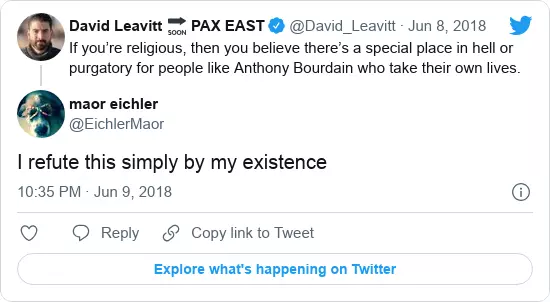 David Leavitt SOON PAX EAST @David_Leavitt · Jun 8, 2018
If you’re religious, then you believe there’s a special place in hell or
purgatory for people like Anthony Bourdain who take their own lives.
maor eichler
@EichlerMaor
I refute this simply by my existence
10:35 PM · Jun 9, 2018
Reply
Copy link to Tweet
Explore what's happening on Twitter